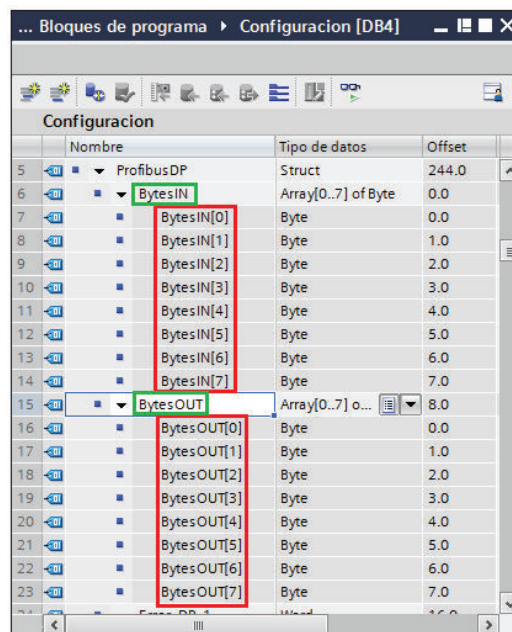 ... Bloques de programa ▸ Configuracion [DB4]
Configuracion
Nombre Tipo de datos Offset
5 ProfibusDP Struct 244.0
6 BytesIN Array[0..7] of Byte 0.0
7 BytesIN[0] Byte 0.0
8 BytesIN[1] Byte 1.0
9 BytesIN[2] Byte 2.0
10 BytesIN[3] Byte 3.0
11 BytesIN[4] Byte 4.0
12 BytesIN[5] Byte 5.0
13 BytesIN[6] Byte 6.0
14 BytesIN[7] Byte 7.0
15 BytesOUT Array[0..7] o... 8.0
16 BytesOUT[0] Byte 0.0
17 BytesOUT[1] Byte 1.0
18 BytesOUT[2] Byte 2.0
19 BytesOUT[3] Byte 3.0
20 BytesOUT[4] Byte 4.0
21 BytesOUT[5] Byte 5.0
22 BytesOUT[6] Byte 6.0
23 BytesOUT[7] Byte 7.0